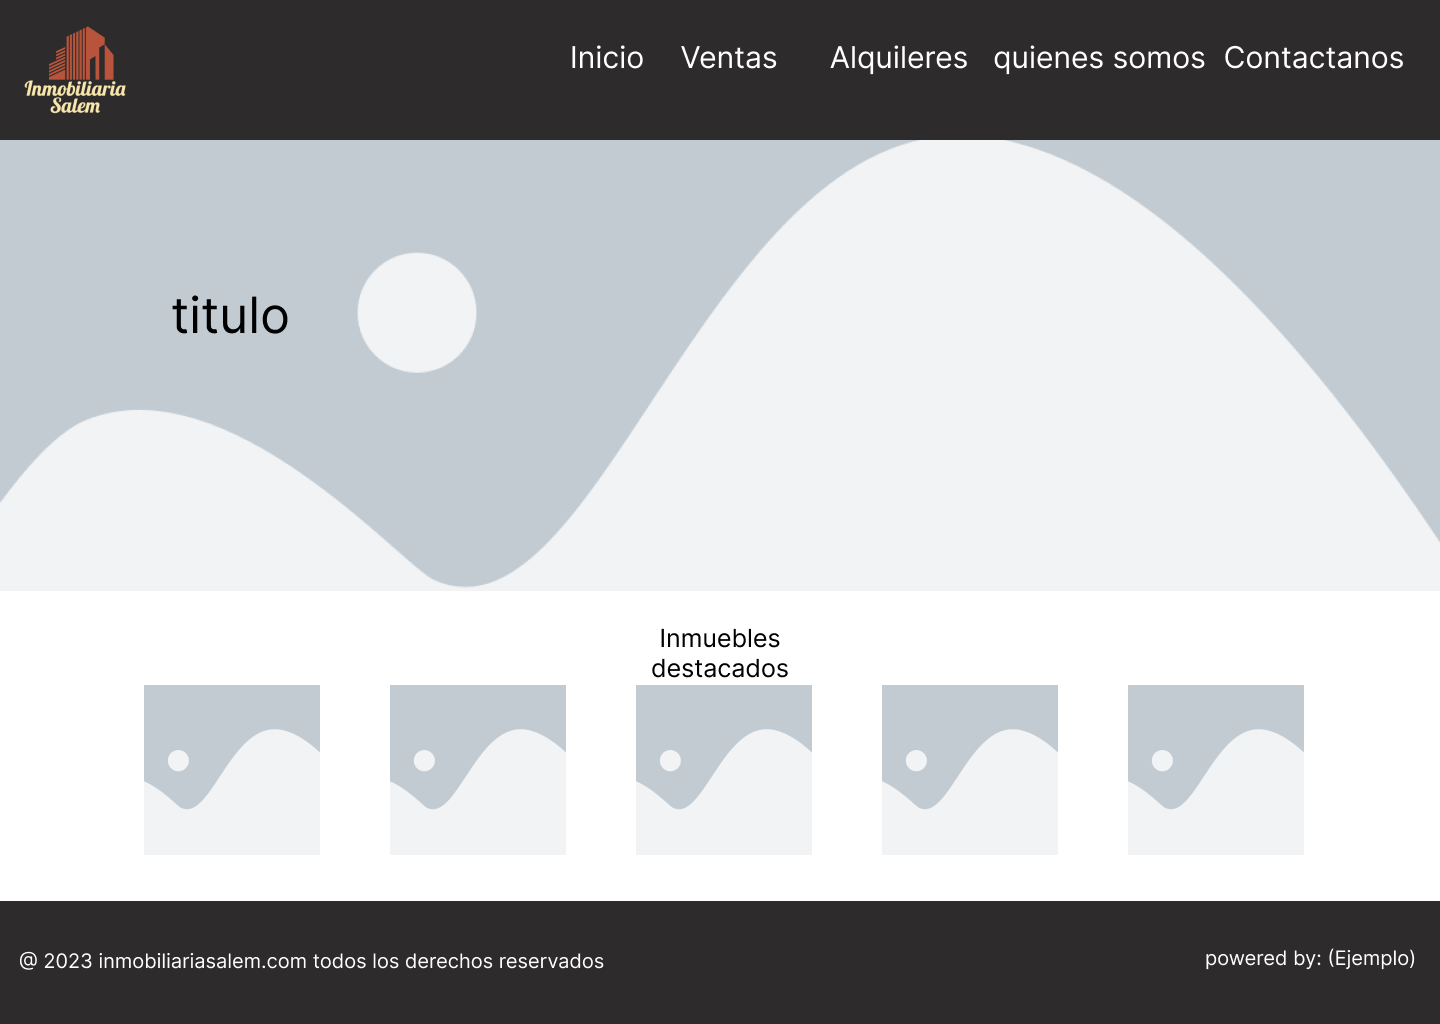 Inmobiliaria
Salem
Inicio Ventas Alquileres quienes somos Contactanos
titulo
Inmuebles
destacados
@ 2023 inmobiliariasalem.com todos los derechos reservados
powered by: (Ejemplo)